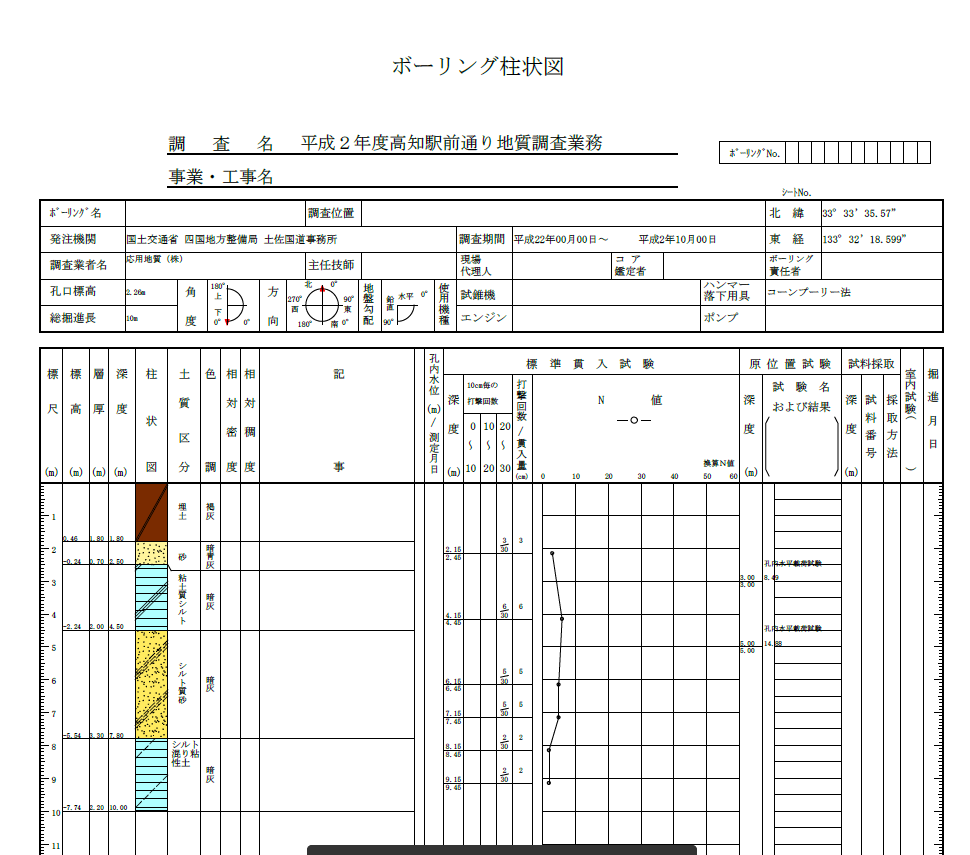 ボーリング柱状図
調　査　名　平成２年度高知駅前通り地質調査業務
ﾎﾞｰﾘﾝｸﾞNo.
事業・工事名
ｼｰﾄNo.
ﾎﾞｰﾘﾝｸﾞ名　調査位置　北　緯　33° 33′ 35.57″
発注機関　国土交通省 四国地方整備局 土佐国道事務所　調査期間　平成22年00月00日～　平成2年10月00日　東　経　133° 32′ 18.599″
調査業者名　応用地質（株）　主任技師　現場代理人　コア鑑定者　ボーリング責任者
孔口標高　2.26m　角度　180° 上 下 0° 0°　方向　北 0° 270° 西 90° 東 180° 南 0°　地盤勾配　鉛直 水平 0° 90°　使用機種　試錐機　ハンマー落下用具　コーンプーリー法
総掘進長　10m　エンジン　ポンプ
標尺(m)　標高(m)　層厚(m)　深度(m)　柱状図　土質区分　色調　相対密度　相対稠度　記事　孔内水位(m)/測定月日
標準貫入試験　原位置試験　試料採取　室内試験（　）　掘進月日
深度(m)　10cm毎の打撃回数　0～10　10～20　20～30　打撃回数/貫入量(cm)　N　値
換算N値
0　10　20　30　40　50　60
深度(m)　試験名および結果　深度(m)　試料番号　採取方法
1　埋土　褐灰
0.46　1.80　1.80
2　砂　暗青灰
2.15　2.45　3/30　3
-0.24　0.70　2.50
孔内水平載荷試験
3　粘土質シルト　暗灰
3.00　3.00　8.49
4
4.15　4.45　6/30　6
-2.24　2.00　4.50
孔内水平載荷試験
5　シルト質砂　暗灰
5.00　5.00　14.88
6
6.15　6.45　5/30　5
7
7.15　7.45　5/30　5
-5.54　3.30　7.80
8　シルト混り粘性土　暗灰
8.15　8.45　2/30　2
9
9.15　9.45　2/30　2
-7.74　2.20　10.00
10
11